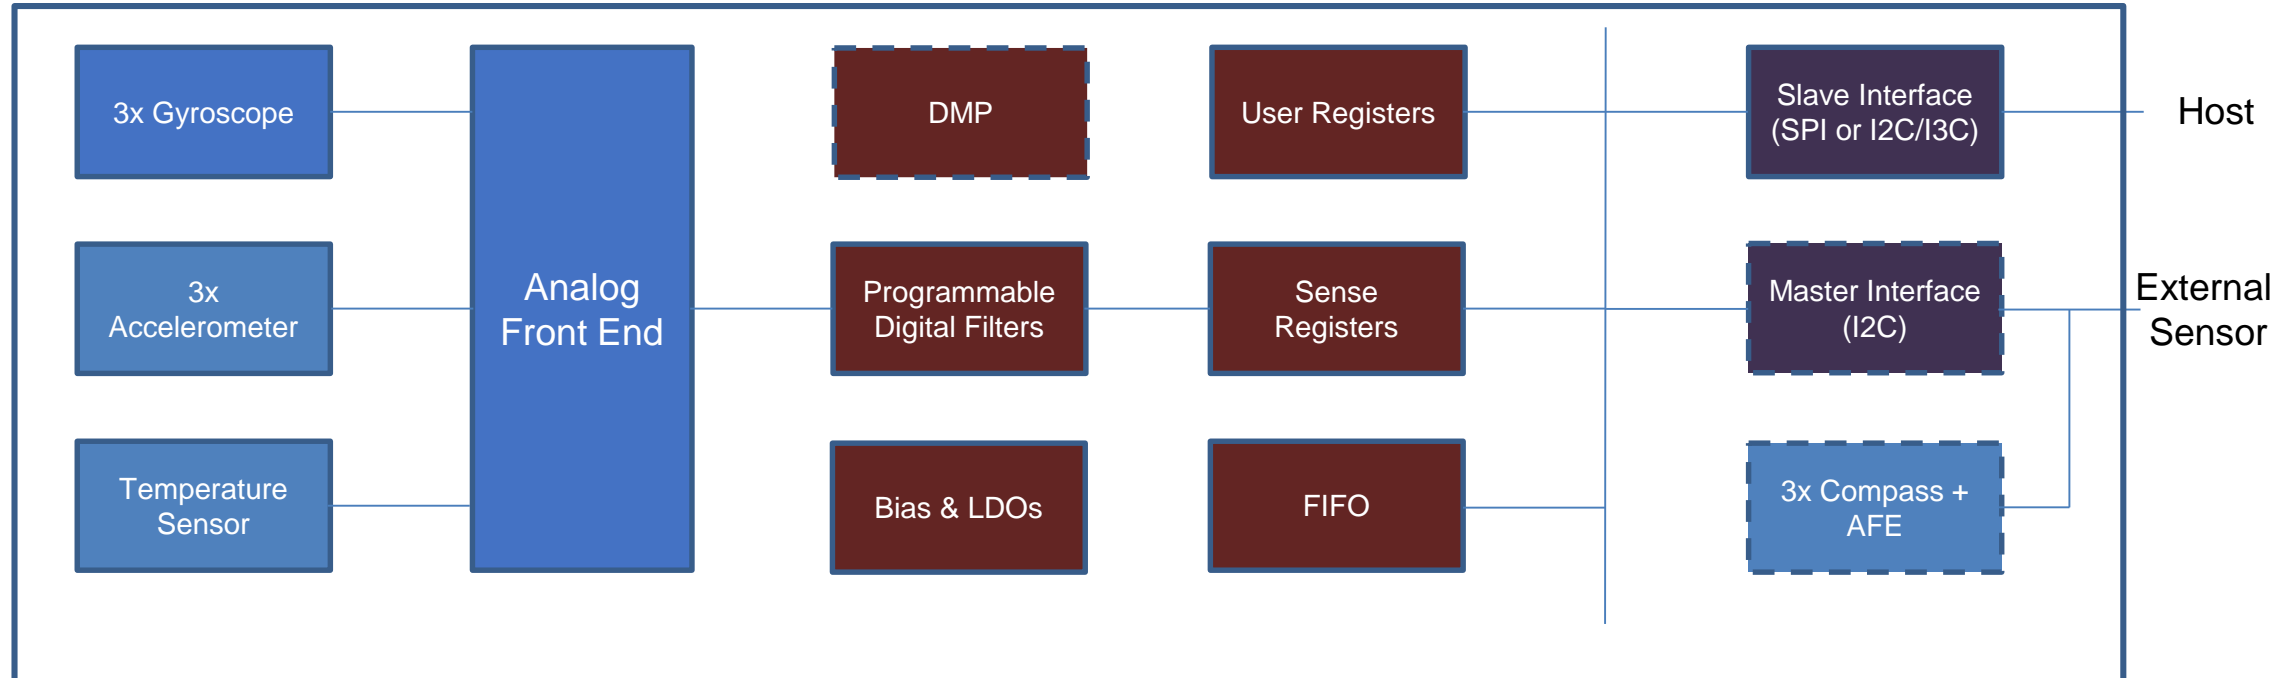 3x Gyroscope
3x
Accelerometer
Temperature
Sensor
Analog
Front End
DMP
Programmable
Digital Filters
Bias & LDOs
User Registers
Sense
Registers
FIFO
Slave Interface
(SPI or I2C/I3C)
Master Interface
(I2C)
3x Compass +
AFE
Host
External
Sensor